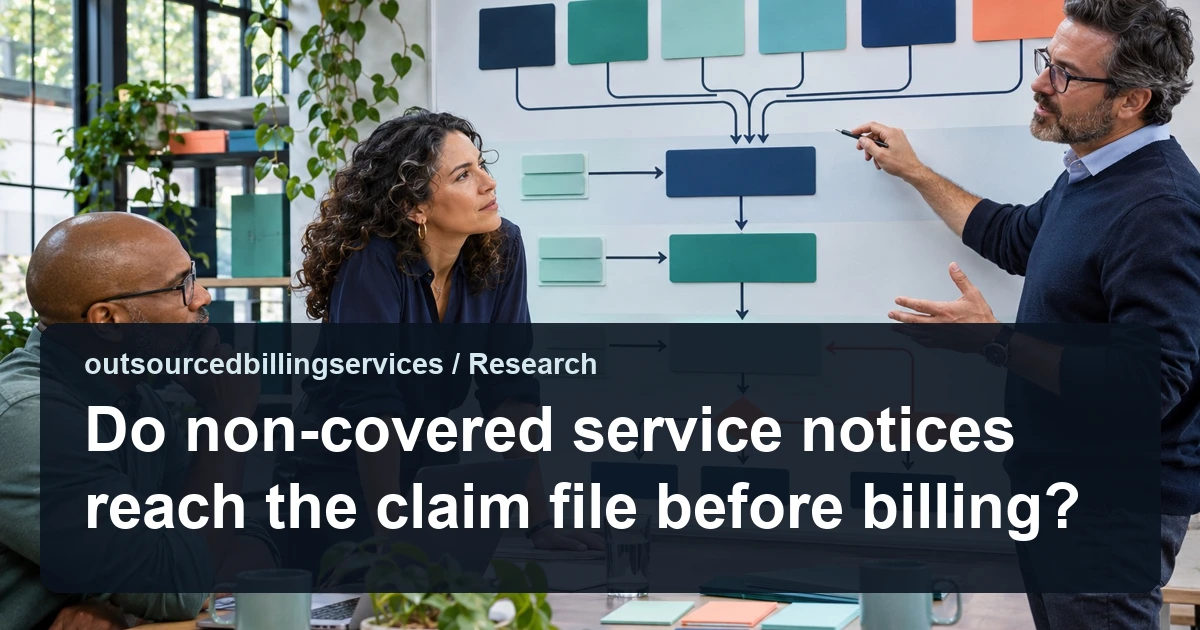 outsourcedbillingservices / Research
Do non-covered service notices
reach the claim file before billing?